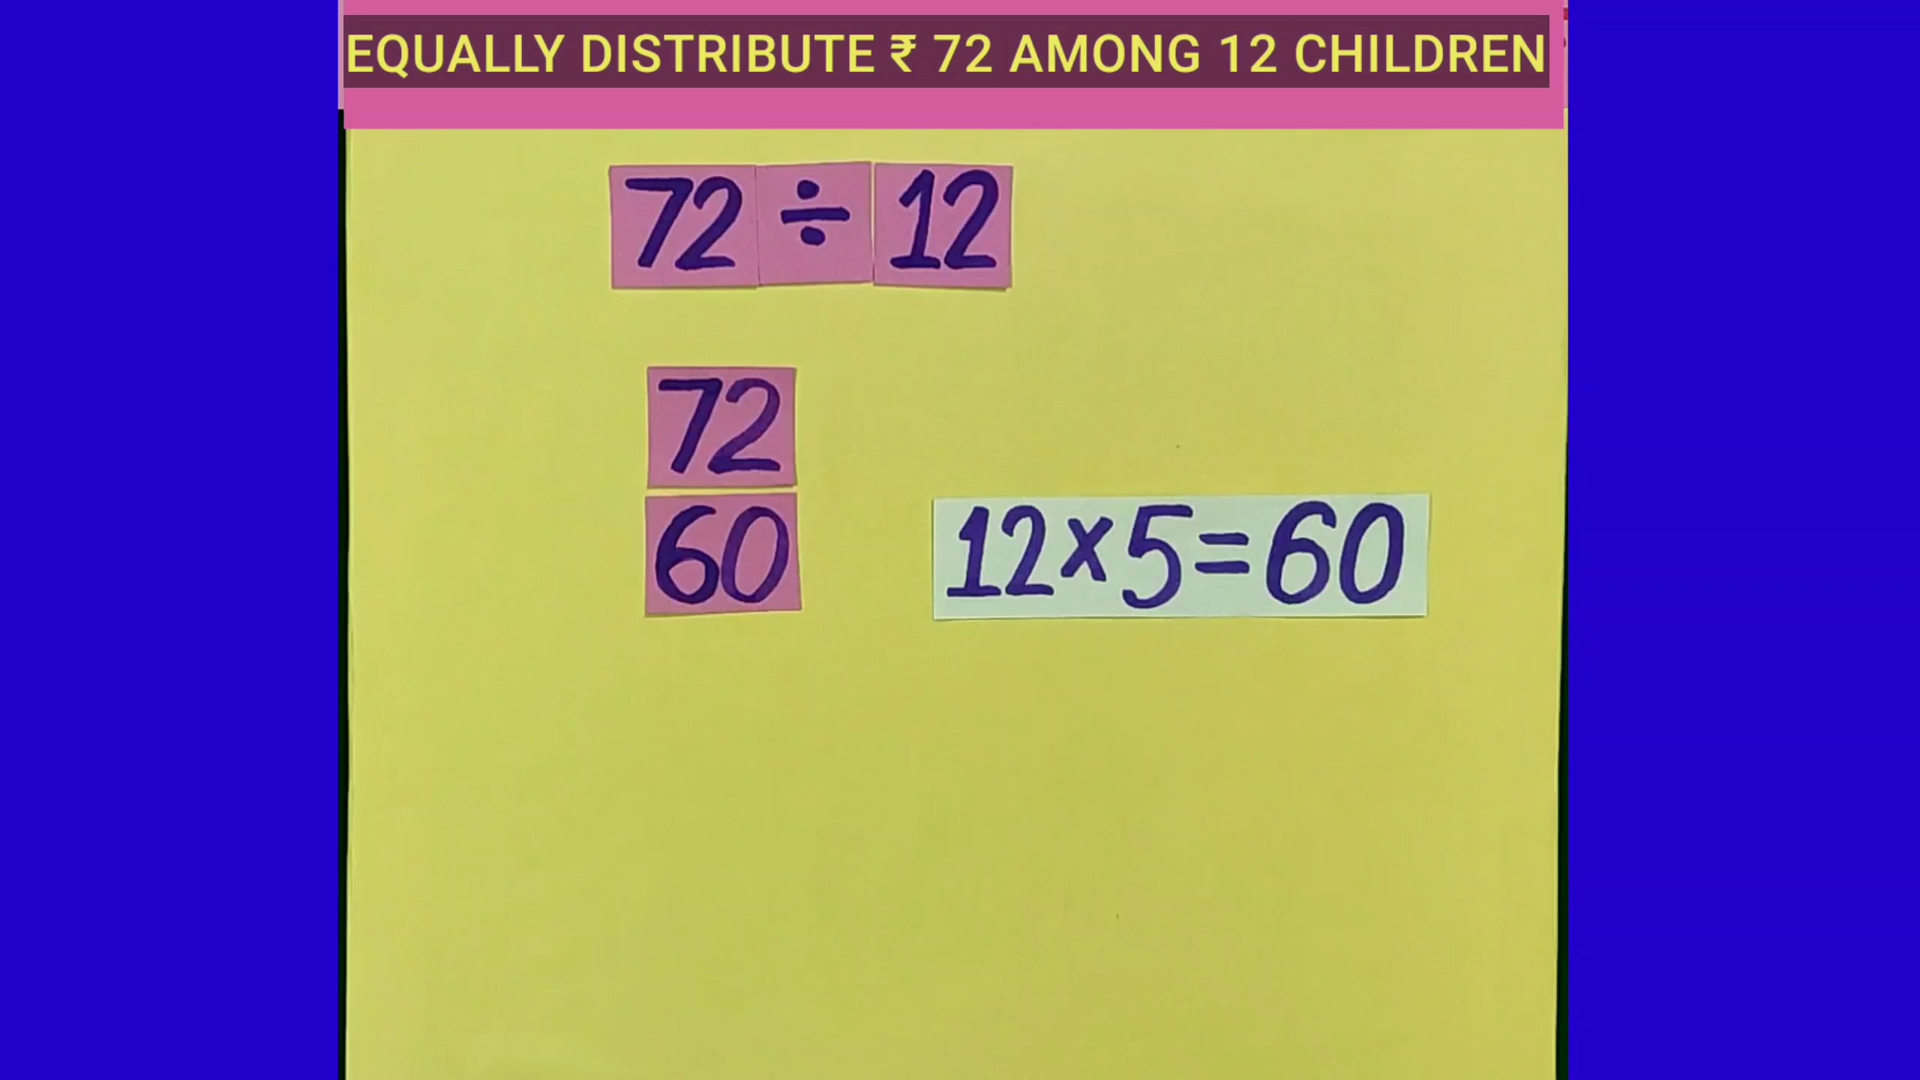 EQUALLY DISTRIBUTE ₹ 72 AMONG 12 CHILDREN
72 ÷ 12
72
60 12×5=60